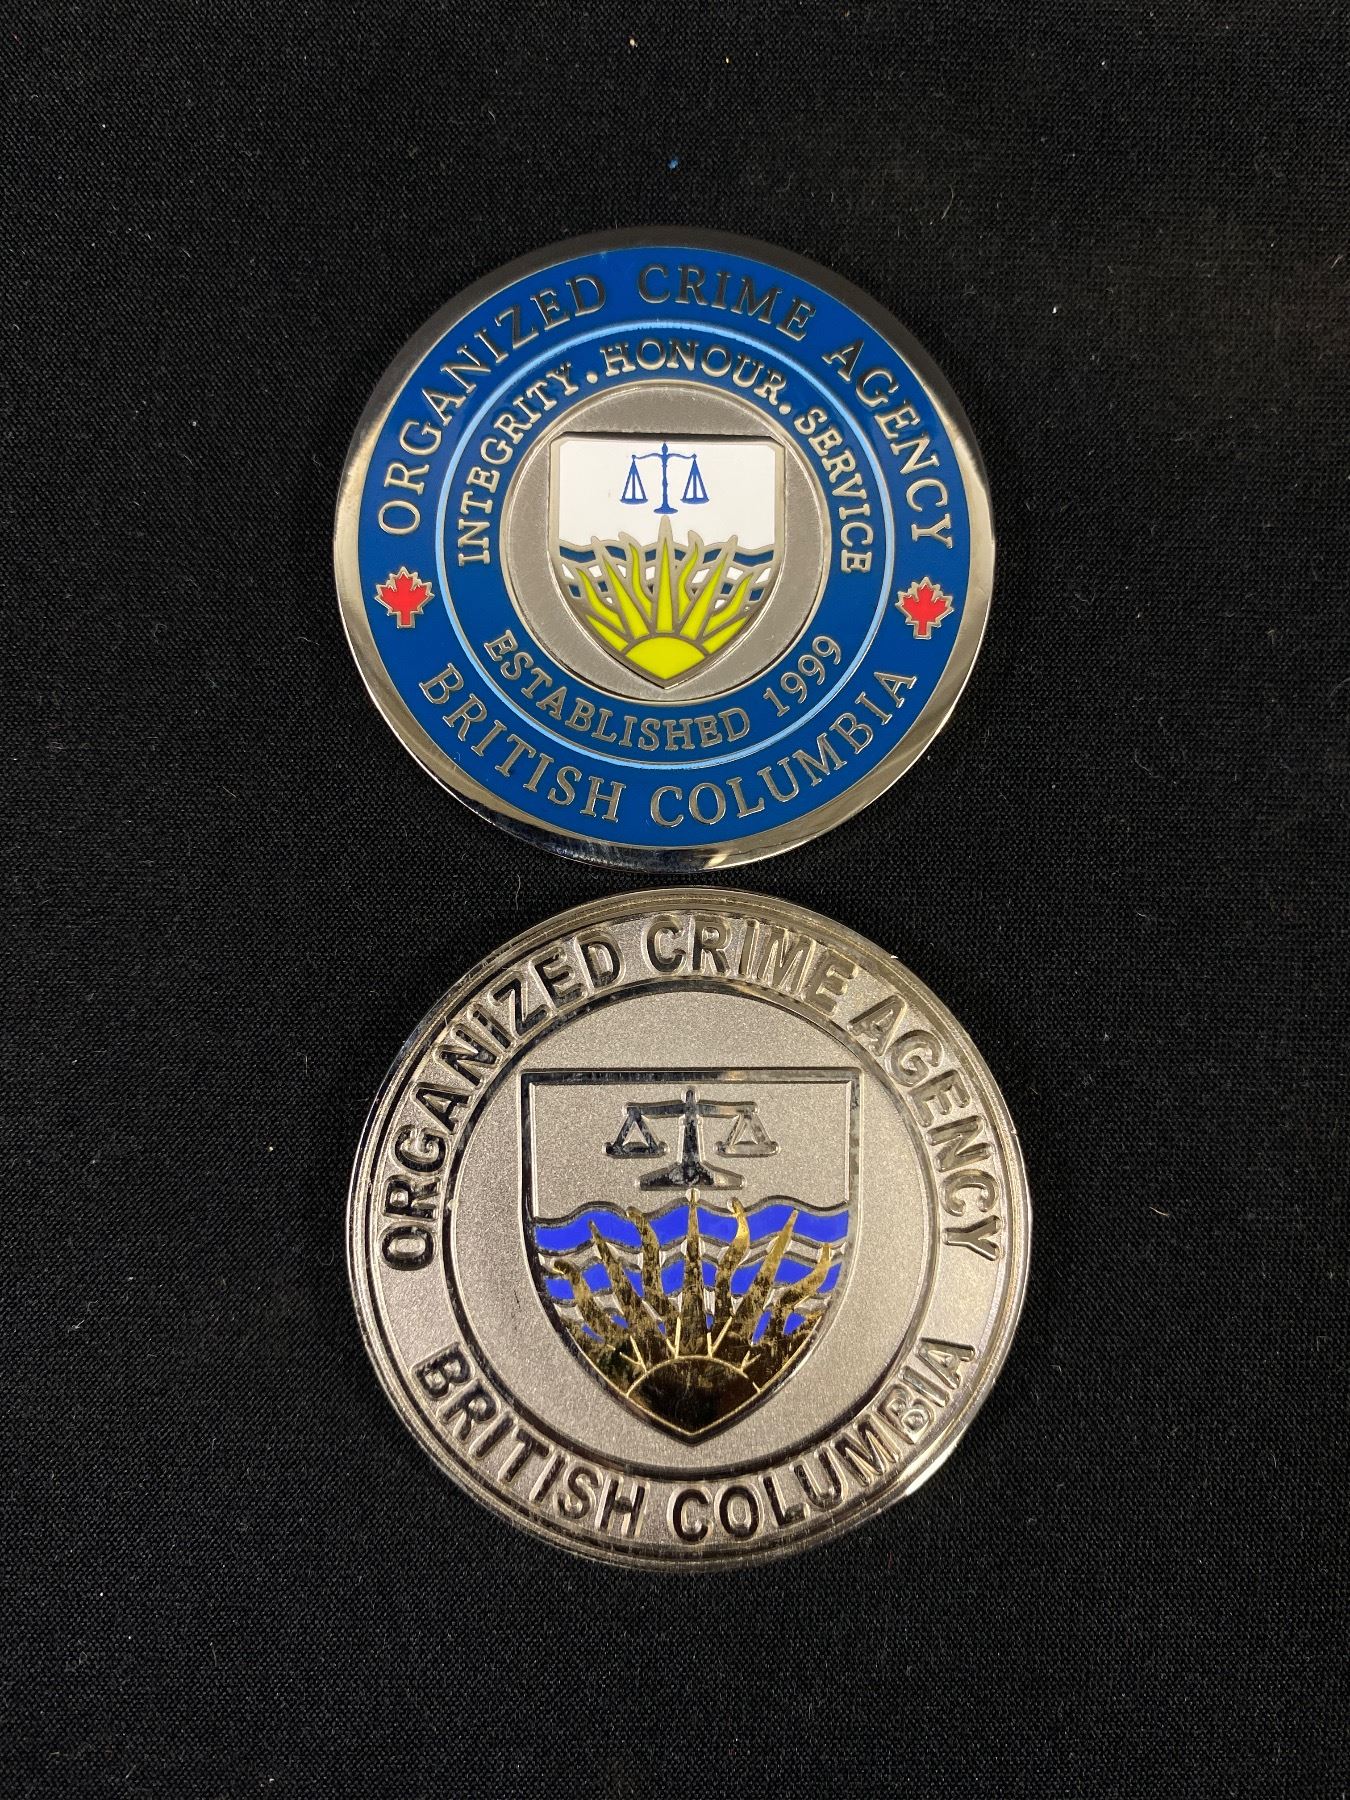 ORGANIZED CRIME AGENCY
INTEGRITY . HONOUR . SERVICE
ESTABLISHED 1999
BRITISH COLUMBIA
ORGANIZED CRIME AGENCY
BRITISH COLUMBIA